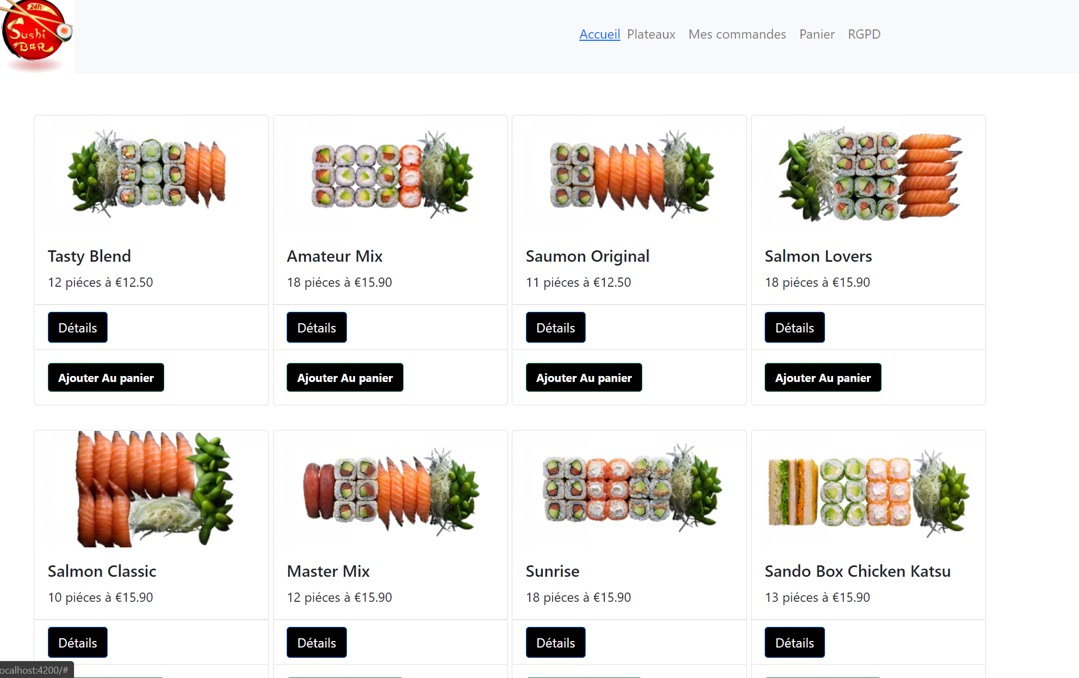 24h
Sushi
BAR
Accueil Plateaux Mes commandes Panier RGPD
Tasty Blend
12 piéces à €12.50
Détails
Ajouter Au panier
Amateur Mix
18 piéces à €15.90
Détails
Ajouter Au panier
Saumon Original
11 piéces à €12.50
Détails
Ajouter Au panier
Salmon Lovers
18 piéces à €15.90
Détails
Ajouter Au panier
Salmon Classic
10 piéces à €15.90
Détails
Master Mix
12 piéces à €15.90
Détails
Sunrise
18 piéces à €15.90
Détails
Sando Box Chicken Katsu
13 piéces à €15.90
Détails
ocalhost:4200/#